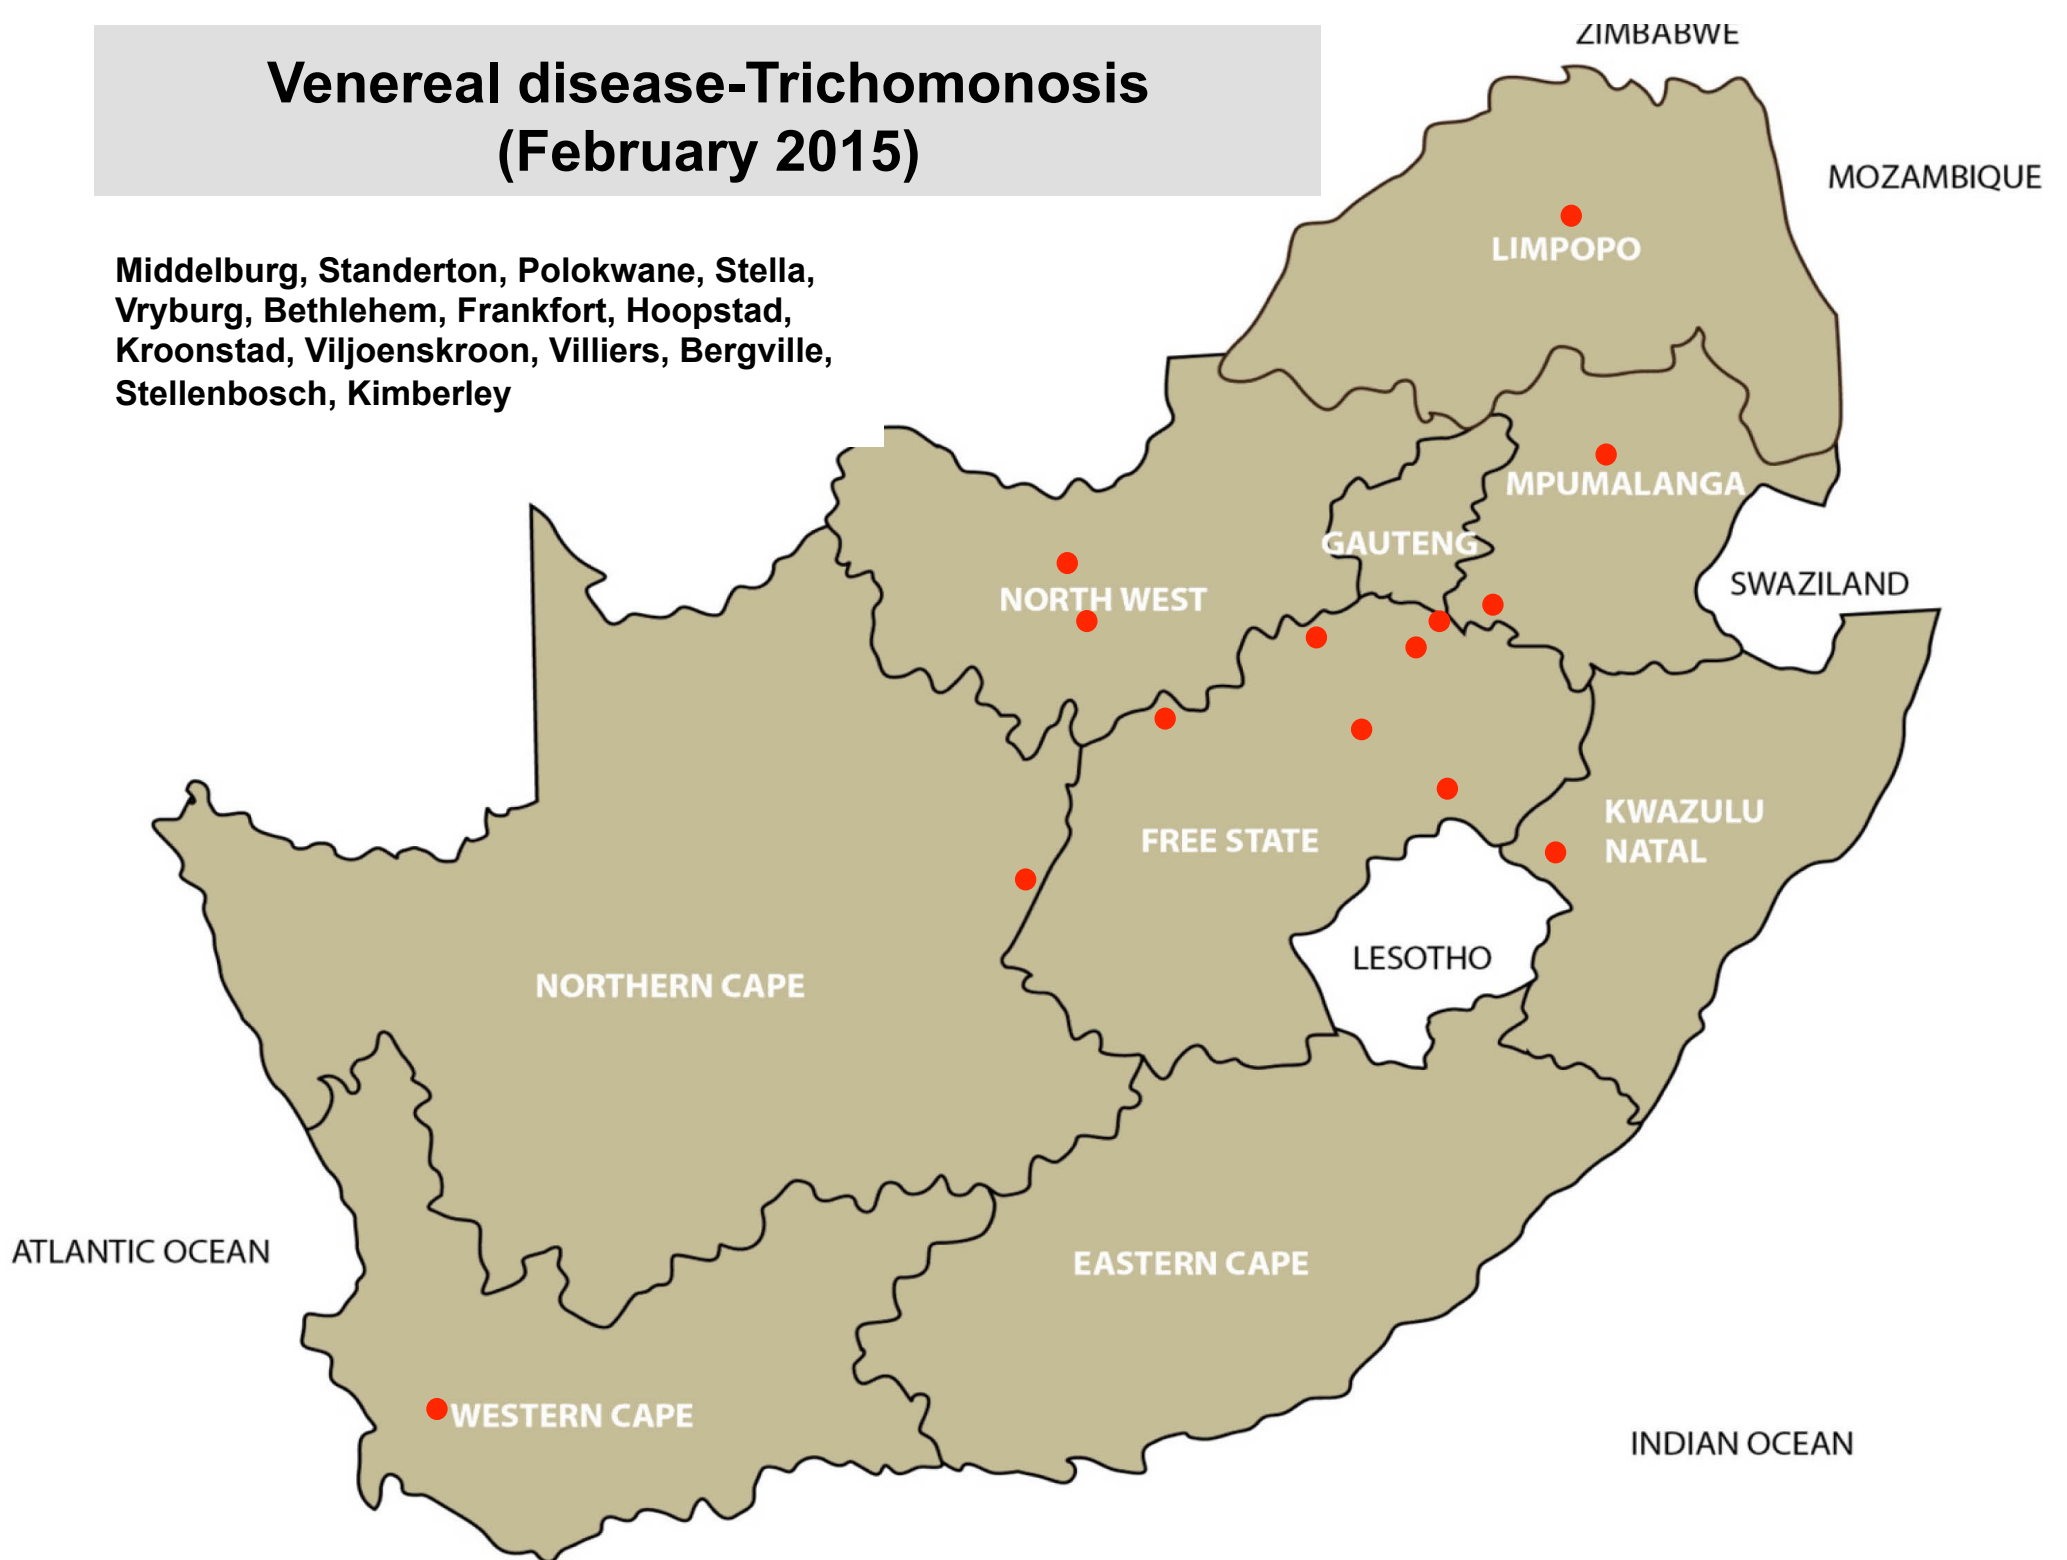 ZIMBABWE
Venereal disease-Trichomonosis
(February 2015)
MOZAMBIQUE
LIMPOPO
Middelburg, Standerton, Polokwane, Stella,
Vryburg, Bethlehem, Frankfort, Hoopstad,
Kroonstad, Viljoenskroon, Villiers, Bergville,
Stellenbosch, Kimberley
MPUMALANGA
GAUTENG
SWAZILAND
NORTH WEST
KWAZULU
NATAL
FREE STATE
LESOTHO
NORTHERN CAPE
ATLANTIC OCEAN
EASTERN CAPE
WESTERN CAPE
INDIAN OCEAN